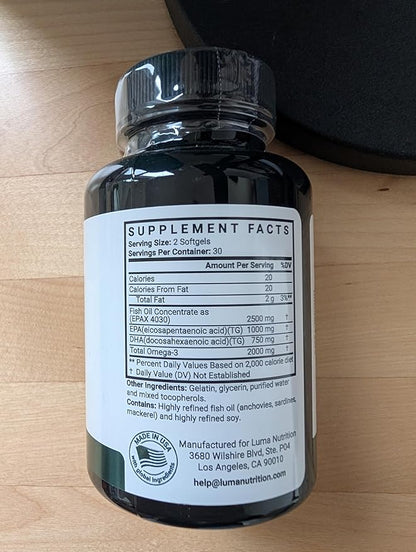 SUPPLEMENT FACTS
Serving Size: 2 Softgels
Servings Per Container: 30
Amount Per Serving %DV
Calories 20
Calories From Fat 20
Total Fat 2 g 3%**
Fish Oil Concentrate as
(EPAX 4030) 2500 mg †
EPA(eicosapentaenoic acid)(TG) 1000 mg †
DHA(docosahexaenoic acid)(TG) 750 mg †
Total Omega-3 2000 mg †
** Percent Daily Values Based on 2,000 calorie diet
† Daily Value (DV) Not Established
Other Ingredients: Gelatin, glycerin, purified water
and mixed tocopherols.
Contains: Highly refined fish oil (anchovies, sardines,
mackerel) and highly refined soy.
MADE IN USA
with global ingredients
Manufactured for Luma Nutrition
3680 Wilshire Blvd, Ste. P04
Los Angeles, CA 90010
help@lumanutrition.com